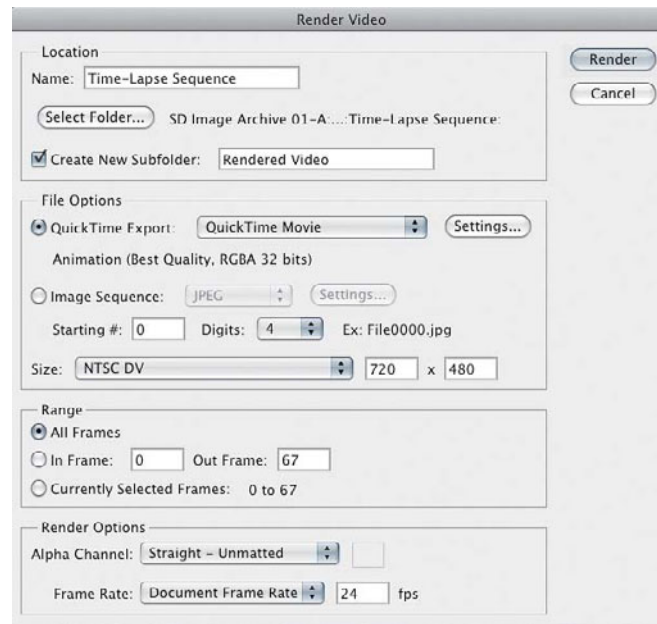 Render Video
Location
Name: Time-Lapse Sequence
Select Folder... SD Image Archive 01-A:...:Time-Lapse Sequence:
Create New Subfolder: Rendered Video
Render
Cancel
File Options
QuickTime Export: QuickTime Movie Settings...
Animation (Best Quality, RGBA 32 bits)
Image Sequence: JPEG Settings...
Starting #: 0 Digits: 4 Ex: File0000.jpg
Size: NTSC DV 720 x 480
Range
All Frames
In Frame: 0 Out Frame: 67
Currently Selected Frames: 0 to 67
Render Options
Alpha Channel: Straight - Unmatted
Frame Rate: Document Frame Rate 24 fps